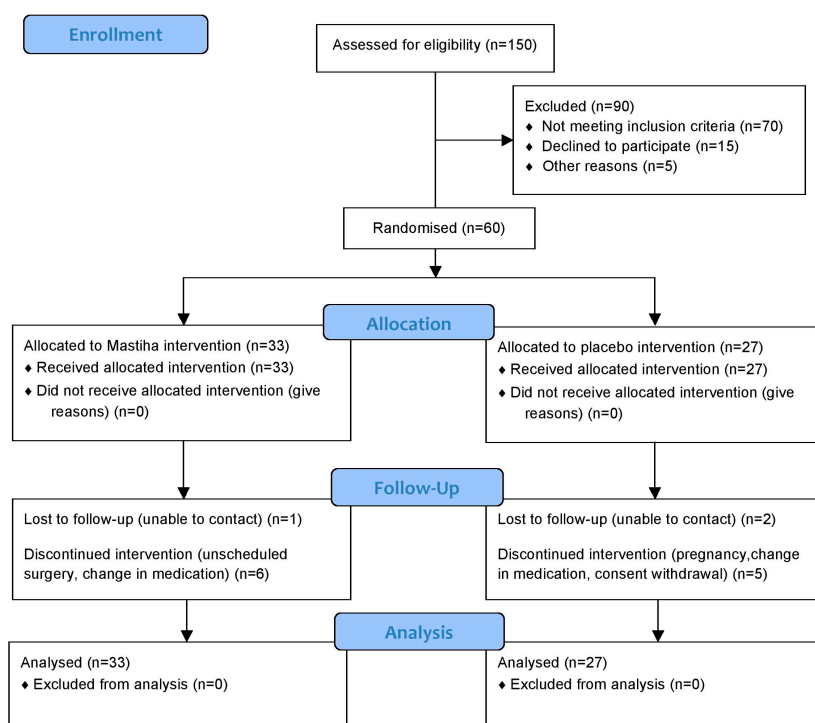 Enrollment
Assessed for eligibility (n=150)
Excluded (n=90)
♦ Not meeting inclusion criteria (n=70)
♦ Declined to participate (n=15)
♦ Other reasons (n=5)
Randomised (n=60)
Allocation
Allocated to Mastiha intervention (n=33)
♦ Received allocated intervention (n=33)
♦ Did not receive allocated intervention (give
reasons) (n=0)
Allocated to placebo intervention (n=27)
♦ Received allocated intervention (n=27)
♦ Did not receive allocated intervention (give
reasons) (n=0)
Follow-Up
Lost to follow-up (unable to contact) (n=1)
Discontinued intervention (unscheduled
surgery, change in medication) (n=6)
Lost to follow-up (unable to contact) (n=2)
Discontinued intervention (pregnancy,change
in medication, consent withdrawal) (n=5)
Analysis
Analysed (n=33)
♦ Excluded from analysis (n=0)
Analysed (n=27)
♦ Excluded from analysis (n=0)